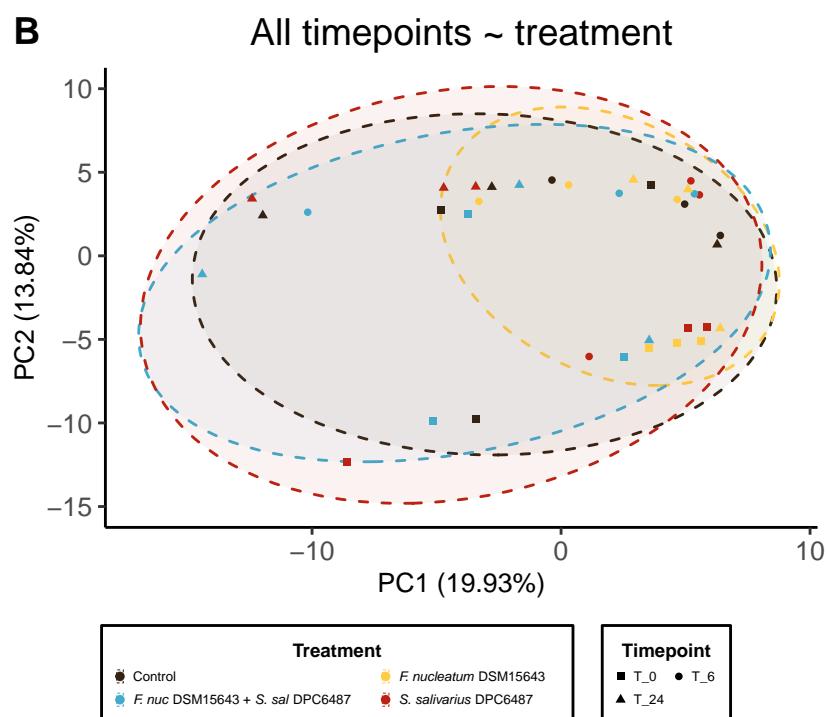 B
All timepoints ~ treatment
10
5
0
−5
−10
−15
PC2 (13.84%)
−10 0 10
PC1 (19.93%)
Treatment
Control
F. nucleatum DSM15643
F. nuc DSM15643 + S. sal DPC6487
S. salivarius DPC6487
Timepoint
T_0 T_6
T_24